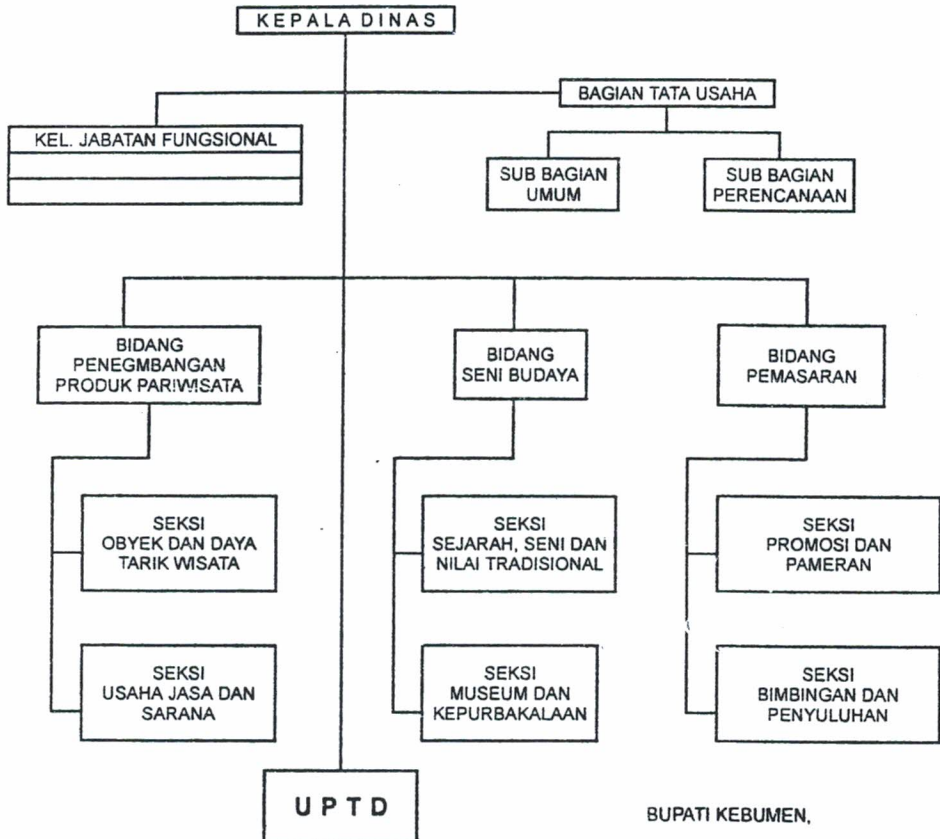 KEPALA DINAS
BAGIAN TATA USAHA
KEL. JABATAN FUNGSIONAL
SUB BAGIAN
UMUM
SUB BAGIAN
PERENCANAAN
BIDANG
PENEGMBANGAN
PRODUK PARIWISATA
BIDANG
SENI BUDAYA
BIDANG
PEMASARAN
SEKSI
OBYEK DAN DAYA
TARIK WISATA
SEKSI
SEJARAH, SENI DAN
NILAI TRADISIONAL
SEKSI
PROMOSI DAN
PAMERAN
SEKSI
USAHA JASA DAN
SARANA
SEKSI
MUSEUM DAN
KEPURBAKALAAN
SEKSI
BIMBINGAN DAN
PENYULUHAN
UPTD
BUPATI KEBUMEN,